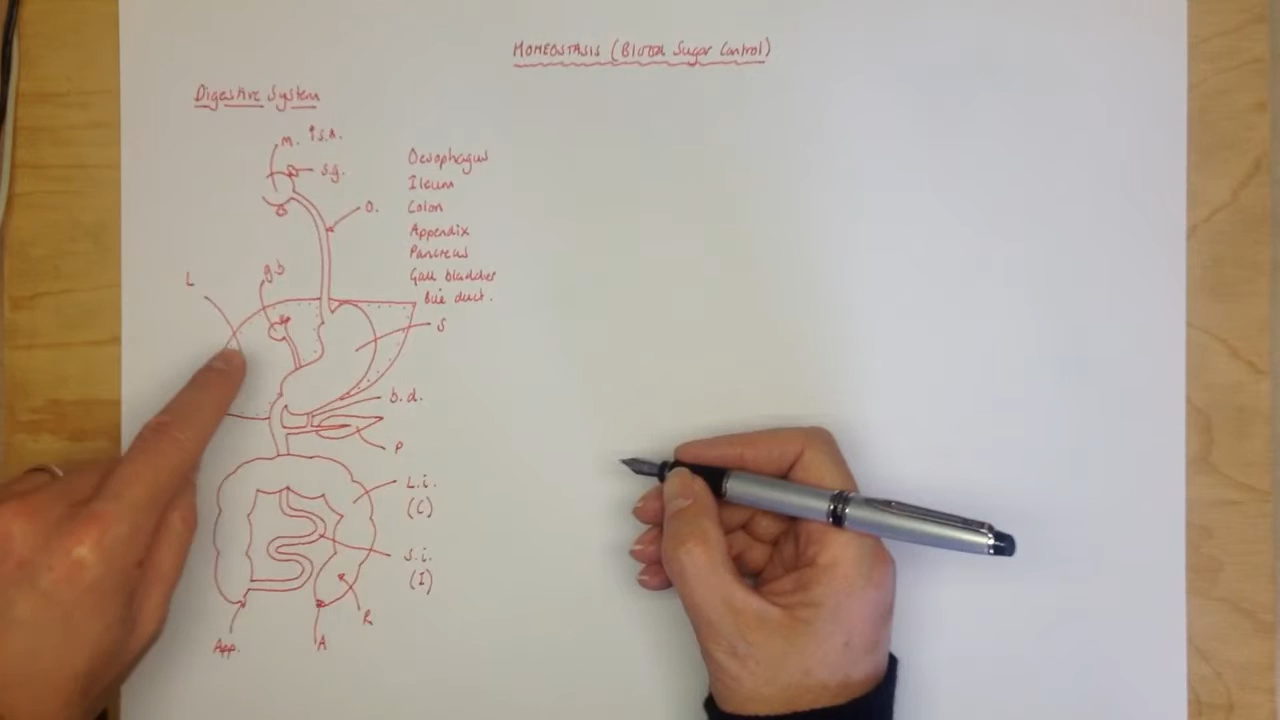 HOMEOSTASIS (Blood Sugar Control)
Digestive System
M. ↑s.a.
s.g.
O.
Oesophagus
Ileum
Colon
Appendix
Pancreas
Gall bladder
Bile duct.
g.b
L
S
b.d.
P
L.i.
(C)
S.i.
(I)
R
App.
A